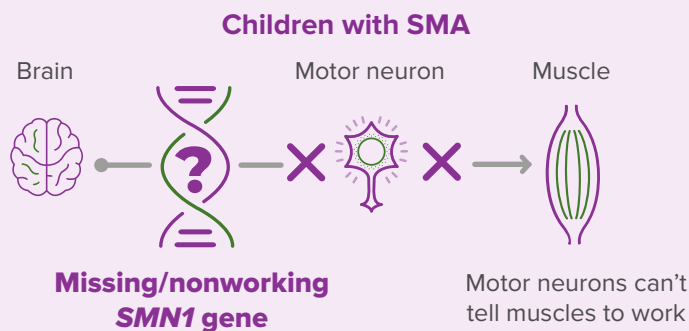 Children with SMA
Brain
Motor neuron
Muscle
?
Missing/nonworking
SMN1 gene
Motor neurons can't
tell muscles to work